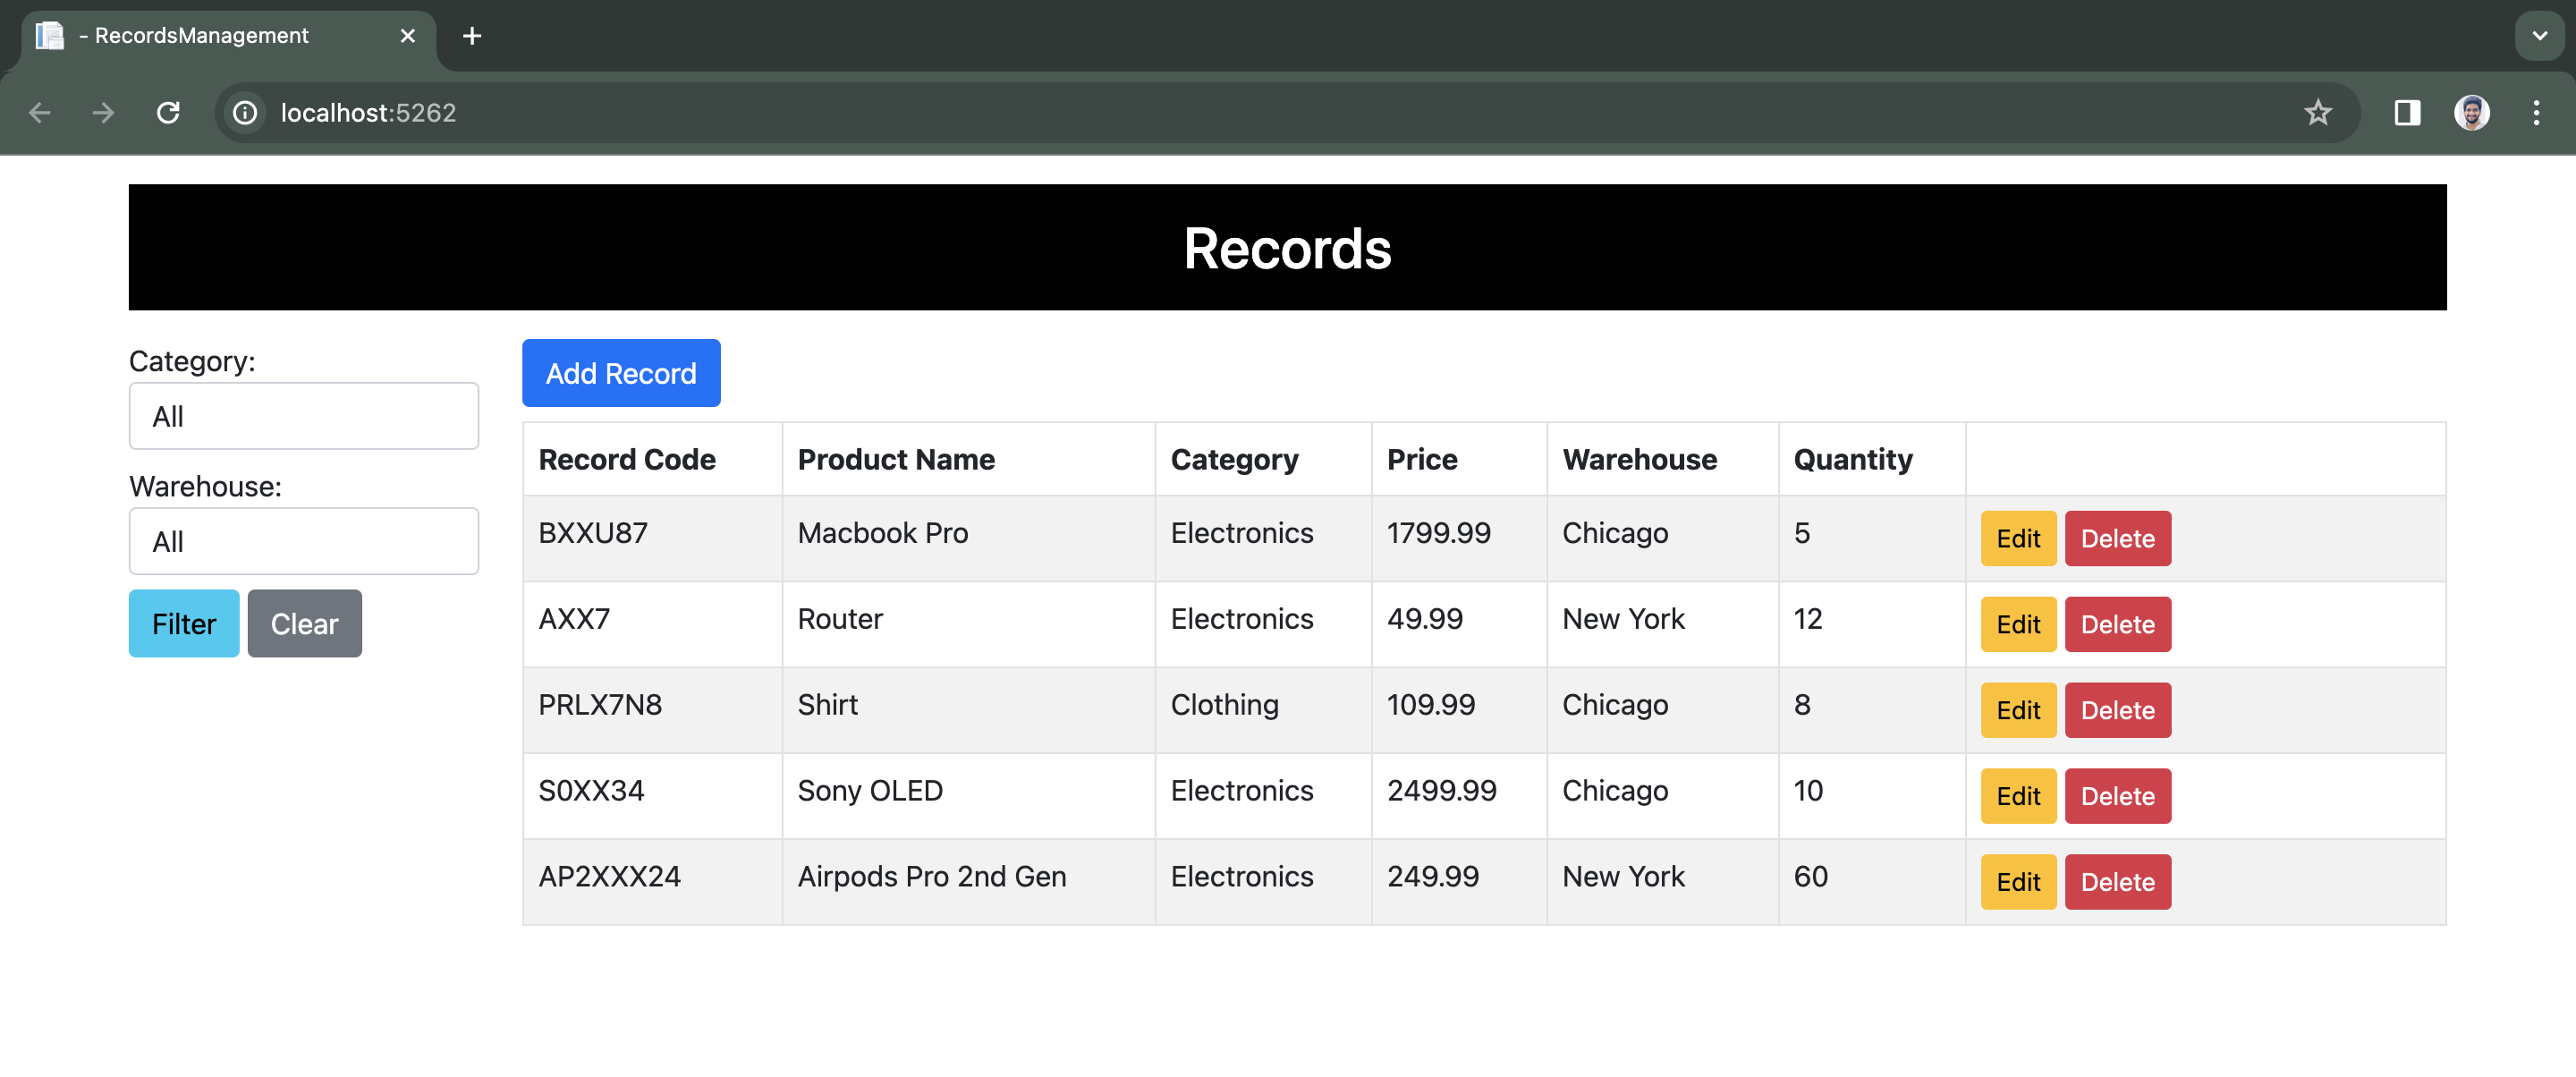 - RecordsManagement
localhost:5262
Records
Category:
All
Warehouse:
All
Filter Clear
Add Record
Record Code Product Name Category Price Warehouse Quantity
BXXU87 Macbook Pro Electronics 1799.99 Chicago 5 Edit Delete
AXX7 Router Electronics 49.99 New York 12 Edit Delete
PRLX7N8 Shirt Clothing 109.99 Chicago 8 Edit Delete
S0XX34 Sony OLED Electronics 2499.99 Chicago 10 Edit Delete
AP2XXX24 Airpods Pro 2nd Gen Electronics 249.99 New York 60 Edit Delete